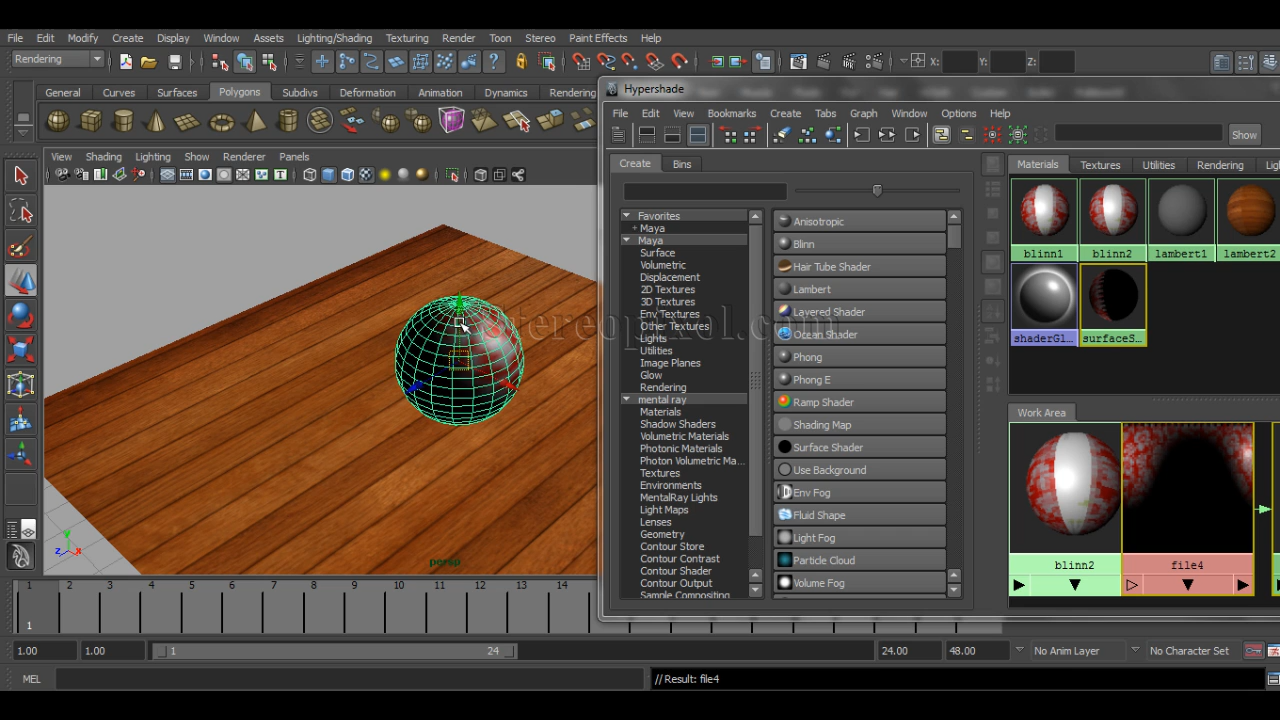 File Edit Modify Create Display Window Assets Lighting/Shading Texturing Render Toon Stereo Paint Effects Help
Rendering X: Y: Z:
General Curves Surfaces Polygons Subdivs Deformation Animation Dynamics Rendering
Hypershade
File Edit View Bookmarks Create Tabs Graph Window Options Help
Show
View Shading Lighting Show Renderer Panels
Create Bins
Materials Textures Utilities Rendering
blinn1 blinn2 lambert1 lambert2
shaderGl... surfaceS...
Favorites
+ Maya
Maya
Surface
Volumetric
Displacement
2D Textures
3D Textures
Env Textures
Other Textures
Lights
Utilities
Image Planes
Glow
Rendering
mental ray
Materials
Shadow Shaders
Volumetric Materials
Photonic Materials
Photon Volumetric Ma...
Textures
Environments
MentalRay Lights
Light Maps
Lenses
Geometry
Contour Store
Contour Contrast
Contour Shader
Contour Output
Sample Compositing
Anisotropic
Blinn
Hair Tube Shader
Lambert
Layered Shader
Ocean Shader
Phong
Phong E
Ramp Shader
Shading Map
Surface Shader
Use Background
Env Fog
Fluid Shape
Light Fog
Particle Cloud
Volume Fog
stereopixol.com
Work Area
blinn2 file4
persp
z y x
1 2 3 4 5 6 7 8 9 10 11 12 13 14
1
1.00 1.00 1 24 24.00 48.00 No Anim Layer No Character Set
MEL // Result: file4